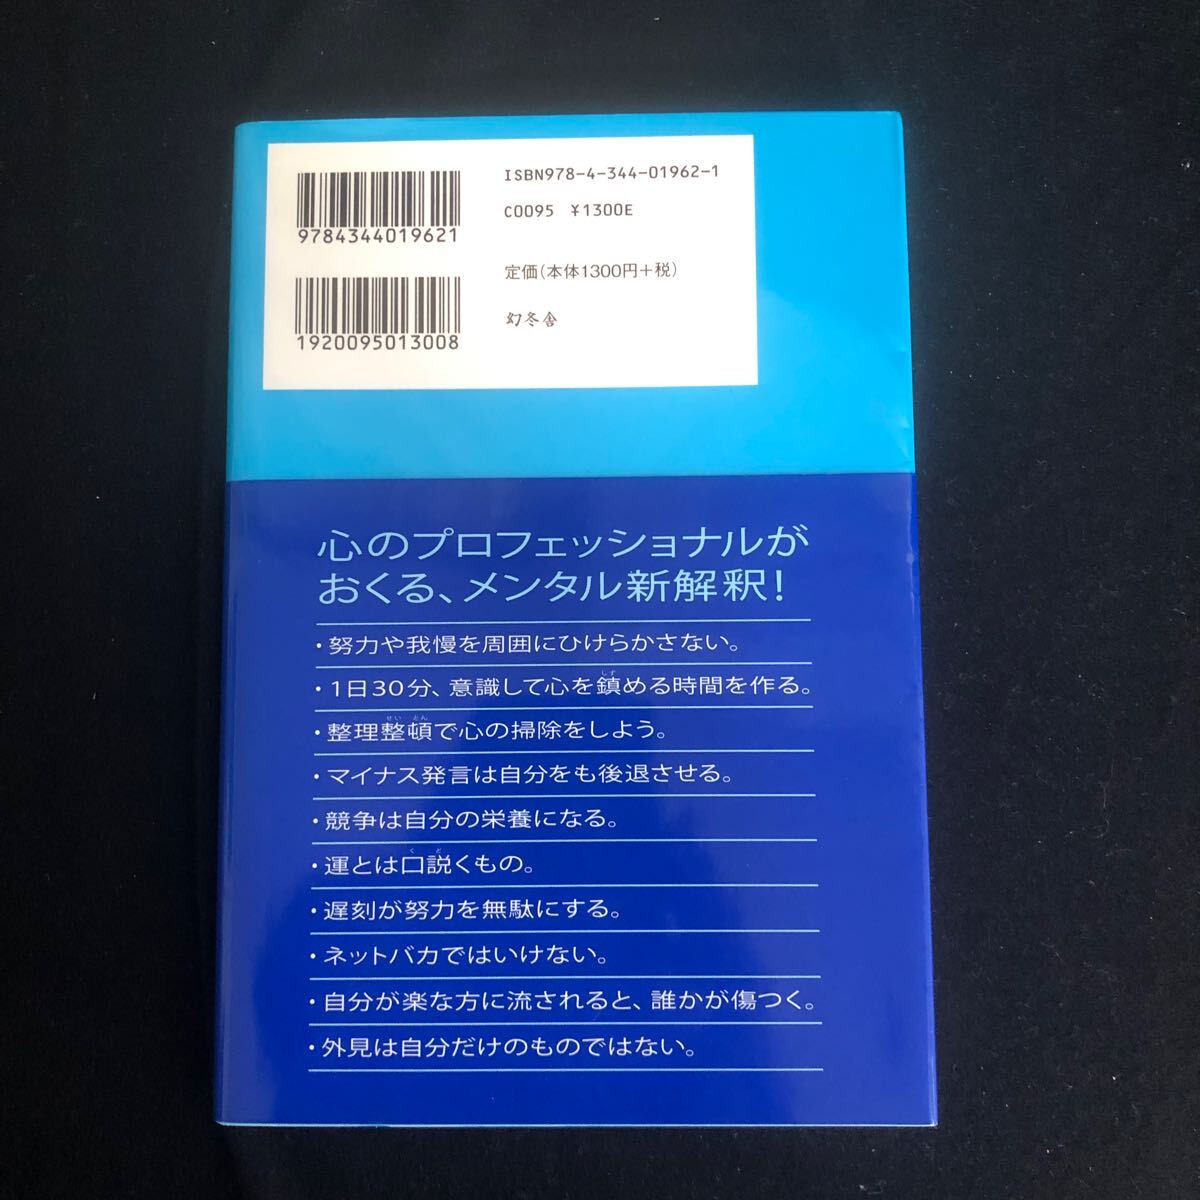 ISBN978-4-344-01962-1
C0095 ¥1300E
9784344019621
定価(本体1300円+税)
幻冬舎
1920095013008
心のプロフェッショナルが
おくる、メンタル新解釈!
・努力や我慢を周囲にひけらかさない。
・1日30分、意識して心を鎮める時間を作る。
・整理整頓で心の掃除をしよう。
・マイナス発言は自分をも後退させる。
・競争は自分の栄養になる。
・運とは口説くもの。
・遅刻が努力を無駄にする。
・ネットバカではいけない。
・自分が楽な方に流されると、誰かが傷つく。
・外見は自分だけのものではない。